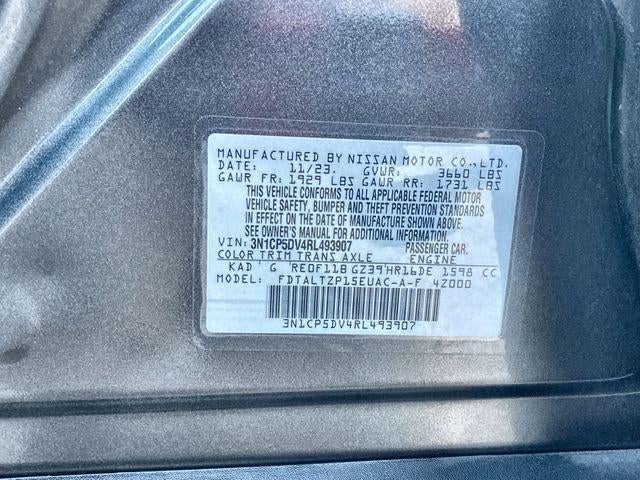 MANUFACTURED BY NISSAN MOTOR CO., LTD.
DATE: 11/23. GVWR: 3660 LBS
GAWR FR: 1929 LBS GAWR RR: 1731 LBS
THIS VEHICLE CONFORMS TO ALL APPLICABLE FEDERAL MOTOR
VEHICLE SAFETY, BUMPER AND THEFT PREVENTION STANDARDS
IN EFFECT ON THE DATE OF MANUFACTURE SHOWN ABOVE.
SEE OWNER'S MANUAL FOR ADDITIONAL INFORMATION.
VIN: 3N1CP5DV4RL493907 PASSENGER CAR.
COLOR TRIM TRANS AXLE ENGINE
KAD G RE0F11B GZ39 HR16DE 1598 CC
MODEL: FDTALTZP15EUAC-A-F 42000
3N1CP5DV4RL493907